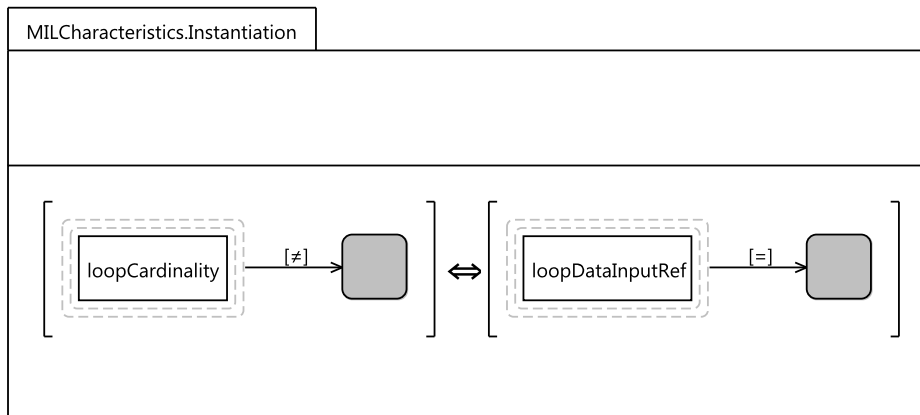 MILCharacteristics.Instantiation
[≠] [=]
loopCardinality ⇔ loopDataInputRef